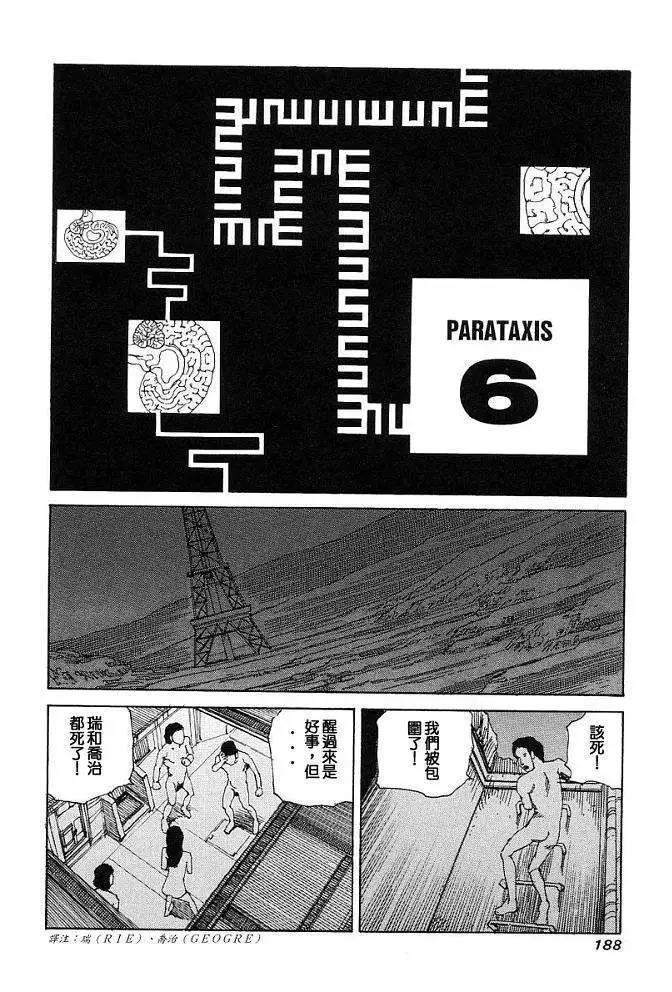 PARATAXIS
6
該死！
我們被包
圍了！
醒過來是
好事，但
...
瑞和喬治
都死了！
譯注：瑞（RIE）、喬治（GEOGRE）
188